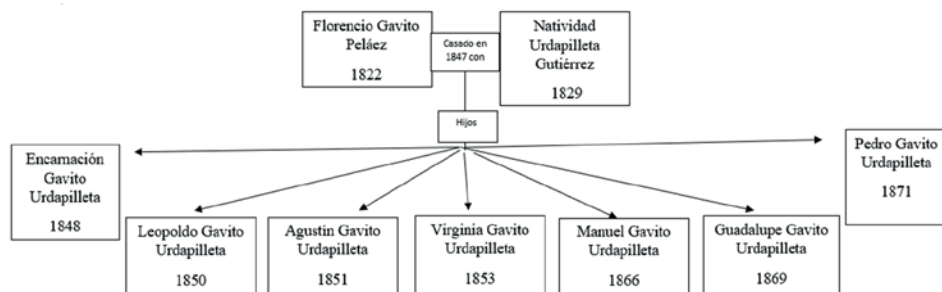 Florencio Gavito
Peláez
1822
Casado en
1847 con
Natividad
Urdapilleta
Gutiérrez
1829
Hijos
Encarnación
Gavito
Urdapilleta
1848
Leopoldo Gavito
Urdapilleta
1850
Agustín Gavito
Urdapilleta
1851
Virginia Gavito
Urdapilleta
1853
Manuel Gavito
Urdapilleta
1866
Guadalupe Gavito
Urdapilleta
1869
Pedro Gavito
Urdapilleta
1871